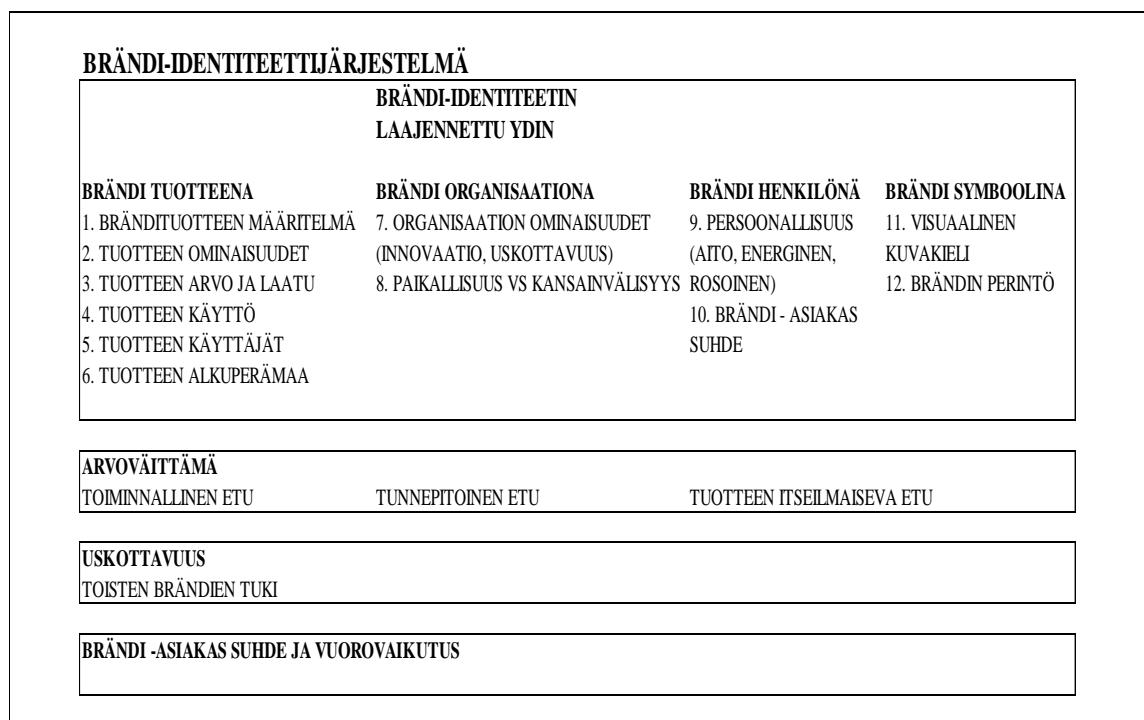 BRÄNDI-IDENTITEETTIJÄRJESTELMÄ
BRÄNDI-IDENTITEETIN
LAAJENNETTU YDIN
BRÄNDI TUOTTEENA
1. BRÄNDITUOTTEEN MÄÄRITELMÄ
2. TUOTTEEN OMINAISUUDET
3. TUOTTEEN ARVO JA LAATU
4. TUOTTEEN KÄYTTÖ
5. TUOTTEEN KÄYTTÄJÄT
6. TUOTTEEN ALKUPERÄMAA
BRÄNDI ORGANISAATIONA
7. ORGANISAATION OMINAISUUDET
(INNOVAATIO, USKOTTAVUUS)
8. PAIKALLISUUS VS KANSAINVÄLISYYS
BRÄNDI HENKILÖNÄ
9. PERSOONALLISUUS
(AITO, ENERGINEN,
ROSOINEN)
10. BRÄNDI - ASIAKAS
SUHDE
BRÄNDI SYMBOOLINA
11. VISUAALINEN
KUVAKIELI
12. BRÄNDIN PERINTÖ
ARVOVÄITTÄMÄ
TOIMINNALLINEN ETU
TUNNEPITOINEN ETU
TUOTTEEN ITSEILMAISEVA ETU
USKOTTAVUUS
TOISTEN BRÄNDIEN TUKI
BRÄNDI -ASIAKAS SUHDE JA VUOROVAIKUTUS